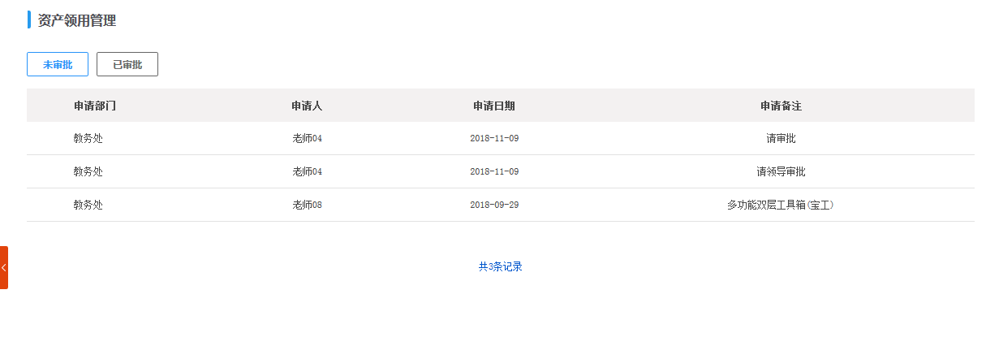 资产领用管理
未审批 已审批
申请部门 申请人 申请日期 申请备注
教务处 老师04 2018-11-09 请审批
教务处 老师04 2018-11-09 请领导审批
教务处 老师08 2018-09-29 多功能双层工具箱(宝工)
共3条记录